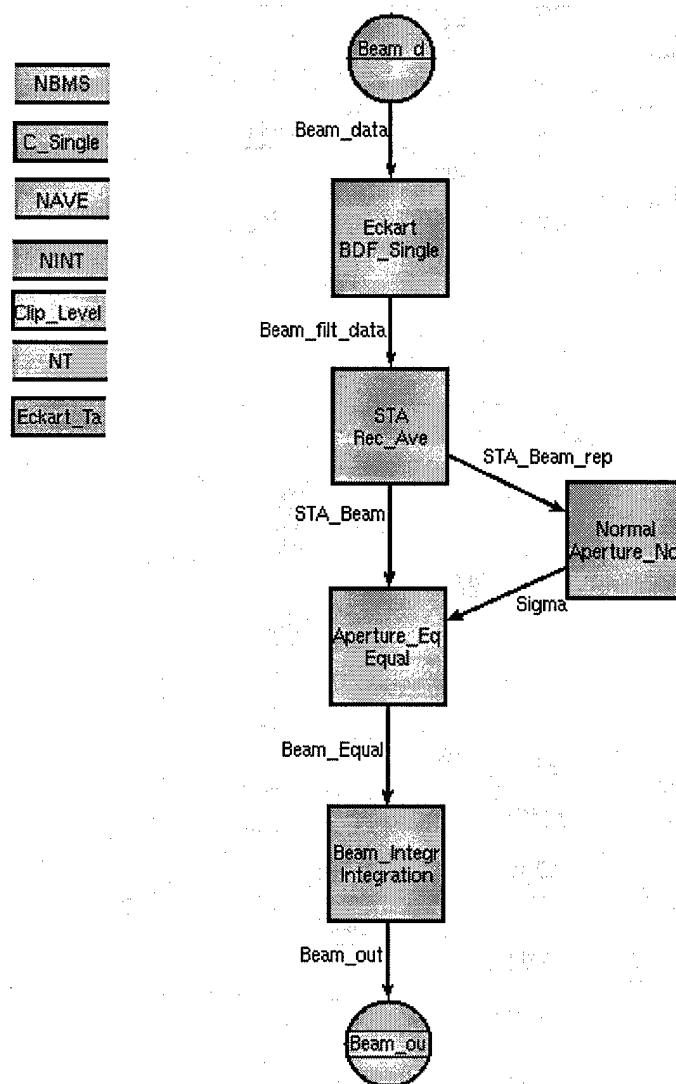 Beam_d
NBMS
Beam_data
C_Single
NAVE
Eckart
BDF_Single
NINT
Clip_Level
Beam_filt_data
NT
Eckart_Ta
STA
Rec_Ave
STA_Beam_rep
STA_Beam
Normal
Aperture_No
Sigma
Aperture_Eq
Equal
Beam_Equal
Beam_Integr
Integration
Beam_out
Beam_ou